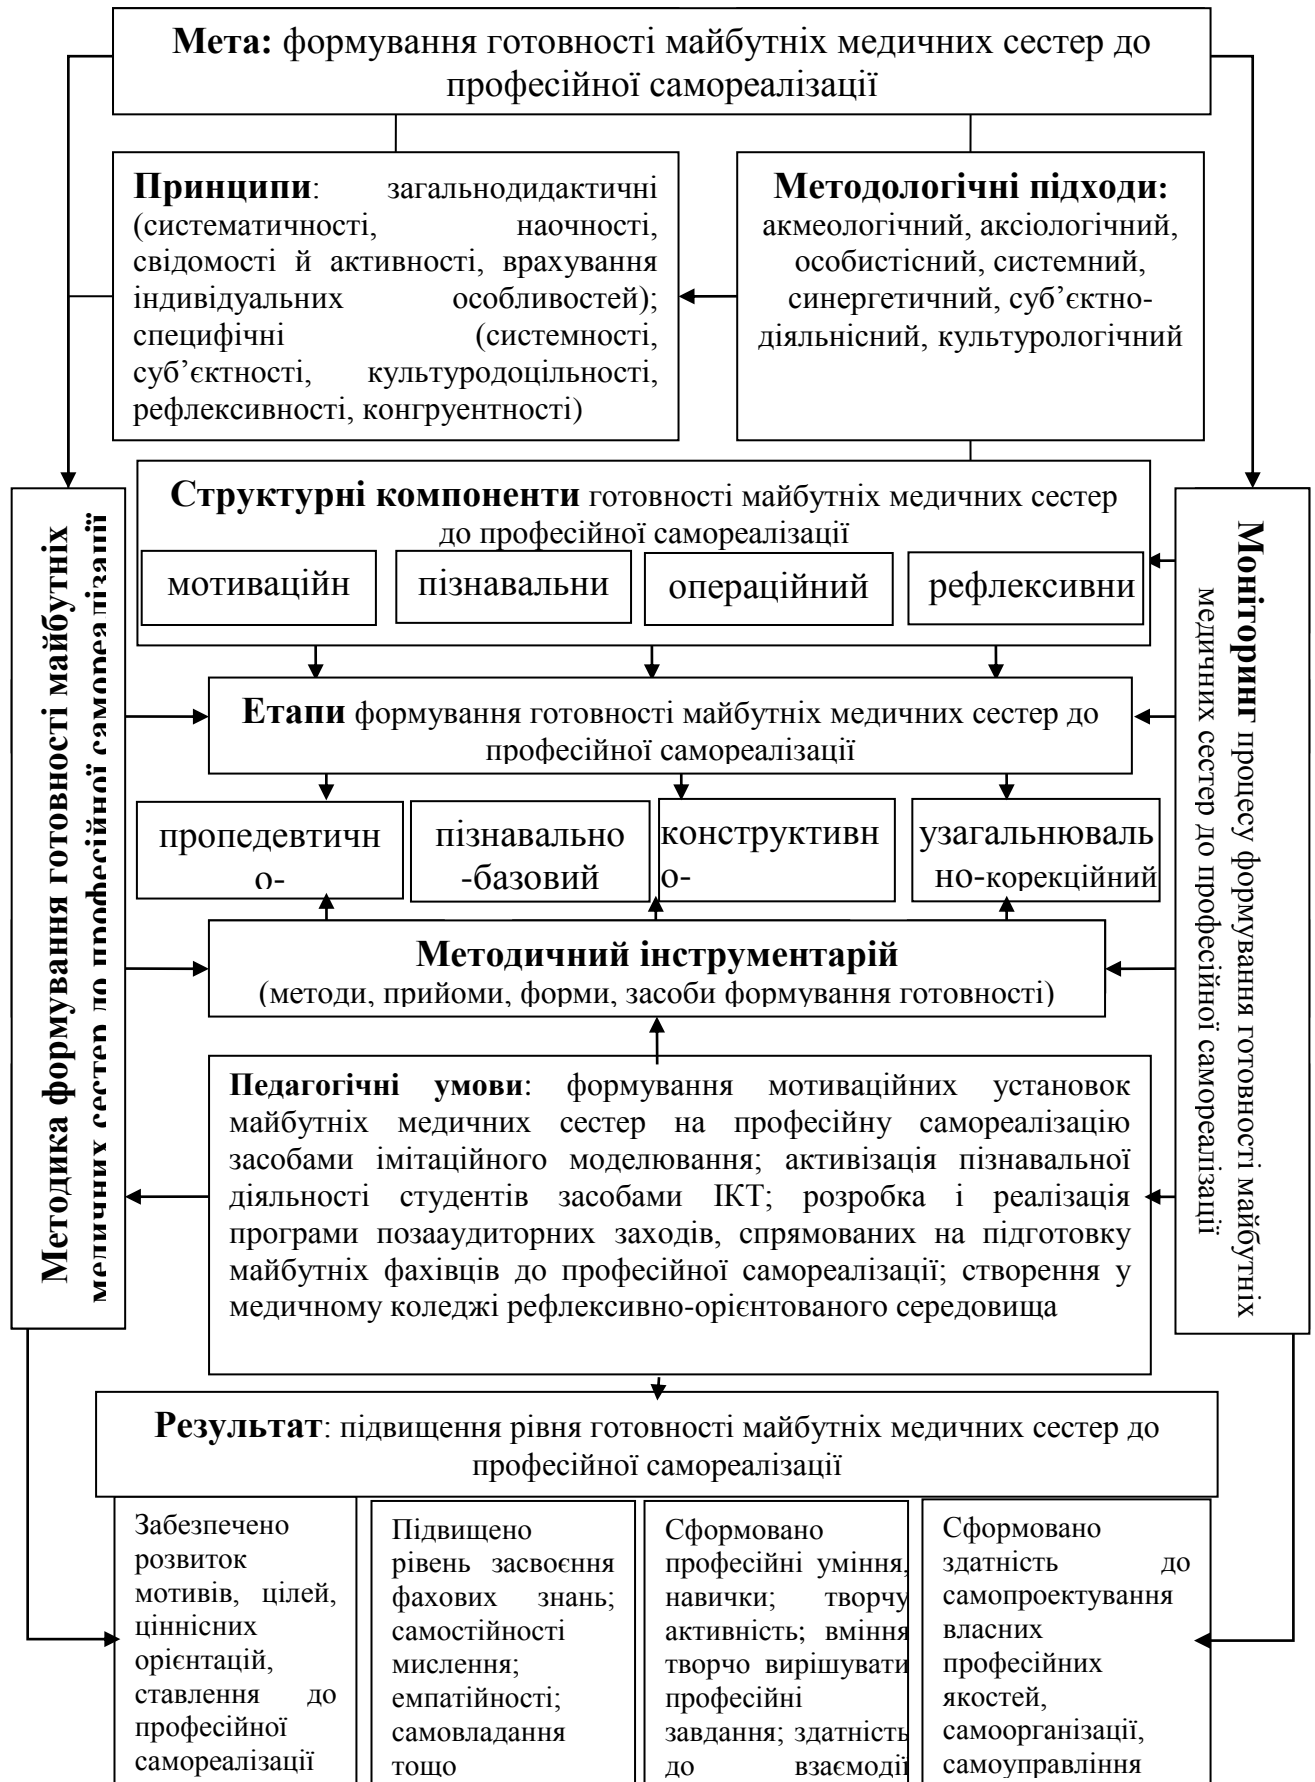 Мета: формування готовності майбутніх медичних сестер до
професійної самореалізації
Принципи: загальнодидактичні
(систематичності, наочності,
свідомості й активності, врахування
індивідуальних особливостей);
специфічні (системності,
суб’єктності, культуродоцільності,
рефлексивності, конгруентності)
Методологічні підходи:
акмеологічний, аксіологічний,
особистісний, системний,
синергетичний, суб’єктно-
діяльнісний, культурологічний
Методика формування готовності майбутніх
медичних сестер до професійної самореалізації
Структурні компоненти готовності майбутніх медичних сестер
до професійної самореалізації
мотиваційн
пізнавальни
операційний
рефлексивни
Етапи формування готовності майбутніх медичних сестер до
професійної самореалізації
пропедевтичн
о-
пізнавально
-базовий
конструктивн
о-
узагальнюваль
но-корекційний
Методичний інструментарій
(методи, прийоми, форми, засоби формування готовності)
Педагогічні умови: формування мотиваційних установок
майбутніх медичних сестер на професійну самореалізацію
засобами імітаційного моделювання; активізація пізнавальної
діяльності студентів засобами ІКТ; розробка і реалізація
програми позааудиторних заходів, спрямованих на підготовку
майбутніх фахівців до професійної самореалізації; створення у
медичному коледжі рефлексивно-орієнтованого середовища
Моніторинг процесу формування готовності майбутніх
медичних сестер до професійної самореалізації
Результат: підвищення рівня готовності майбутніх медичних сестер до
професійної самореалізації
Забезпечено
розвиток
мотивів, цілей,
ціннісних
орієнтацій,
ставлення до
професійної
самореалізації
Підвищено
рівень засвоєння
фахових знань;
самостійності
мислення;
емпатійності;
самовладання
тощо
Сформовано
професійні уміння,
навички; творчу
активність; вміння
творчо вирішувати
професійні
завдання; здатність
до взаємодії
Сформовано
здатність до
самопроектування
власних
професійних
якостей,
самоорганізації,
самоуправління